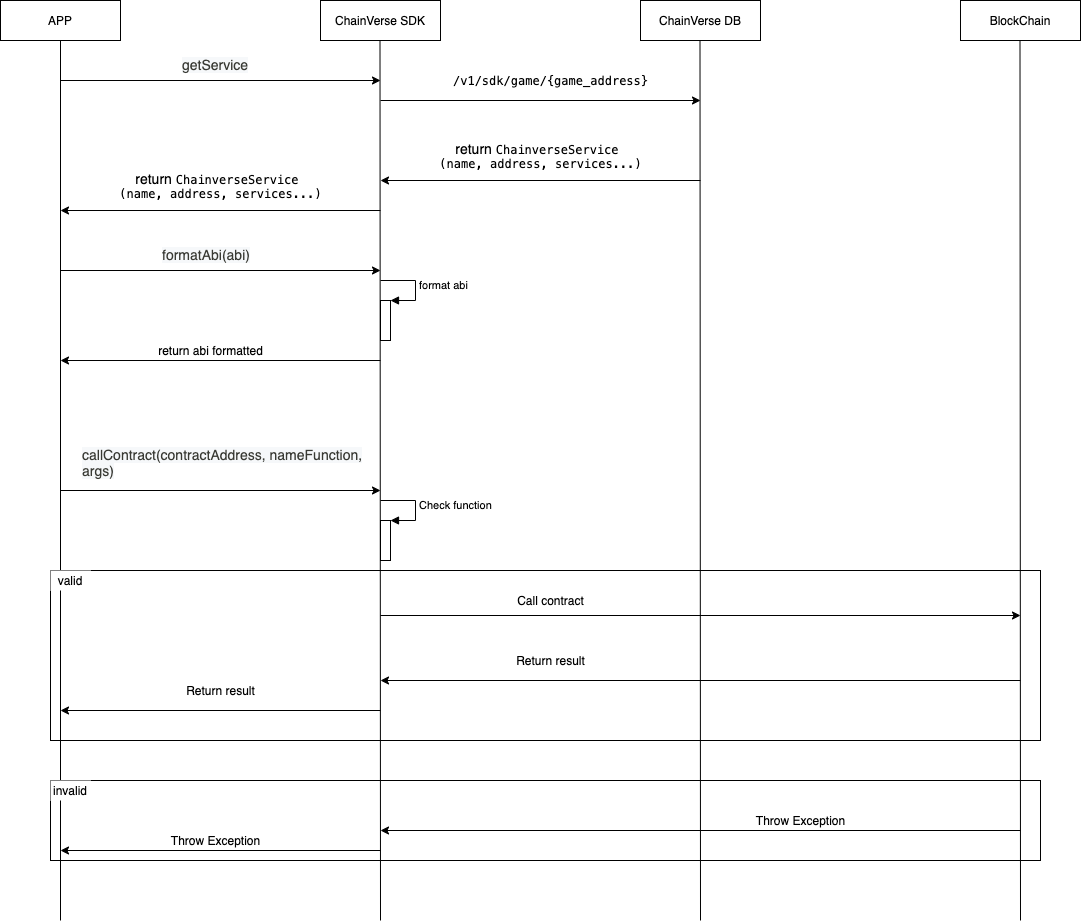 APP
ChainVerse SDK
ChainVerse DB
BlockChain
getService
/v1/sdk/game/{game_address}
return ChainverseService
(name, address, services...)
return ChainverseService
(name, address, services...)
formatAbi(abi)
format abi
return abi formatted
callContract(contractAddress, nameFunction,
args)
Check function
valid
Call contract
Return result
Return result
invalid
Throw Exception
Throw Exception